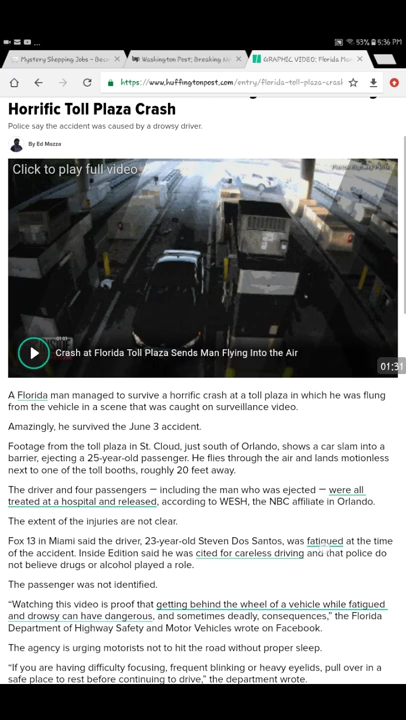 53% 5:36 PM
Mystery Shopping Jobs - Bec
Washington Post: Breaking
GRAPHIC VIDEO: Florida Ma
https://www.huffingtonpost.com/entry/florida-toll-plaza-crash
Horrific Toll Plaza Crash
Police say the accident was caused by a drowsy driver.
By Ed Mazza
Click to play full video
Crash at Florida Toll Plaza Sends Man Flying Into the Air
01:31
A Florida man managed to survive a horrific crash at a toll plaza in which he was flung
from the vehicle in a scene that was caught on surveillance video.
Amazingly, he survived the June 3 accident.
Footage from the toll plaza in St. Cloud, just south of Orlando, shows a car slam into a
barrier, ejecting a 25-year-old passenger. He flies through the air and lands motionless
next to one of the toll booths, roughly 20 feet away.
The driver and four passengers — including the man who was ejected — were all
treated at a hospital and released, according to WESH, the NBC affiliate in Orlando.
The extent of the injuries are not clear.
Fox 13 in Miami said the driver, 23-year-old Steven Dos Santos, was fatigued at the time
of the accident. Inside Edition said he was cited for careless driving and that police do
not believe drugs or alcohol played a role.
The passenger was not identified.
“Watching this video is proof that getting behind the wheel of a vehicle while fatigued
and drowsy can have dangerous, and sometimes deadly, consequences,” the Florida
Department of Highway Safety and Motor Vehicles wrote on Facebook.
The agency is urging motorists not to hit the road without proper sleep.
“If you are having difficulty focusing, frequent blinking or heavy eyelids, pull over in a
safe place to rest before continuing to drive,” the department wrote.